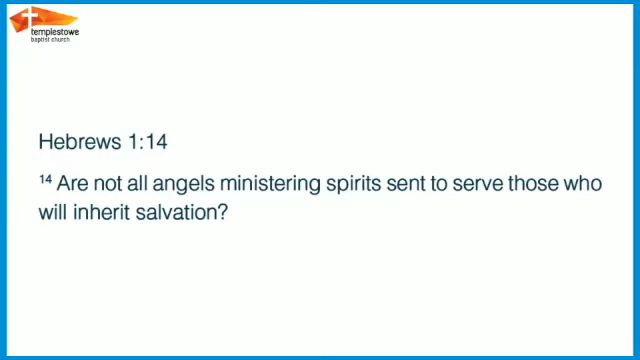 templestowe
baptist church
Hebrews 1:14
14 Are not all angels ministering spirits sent to serve those who
will inherit salvation?